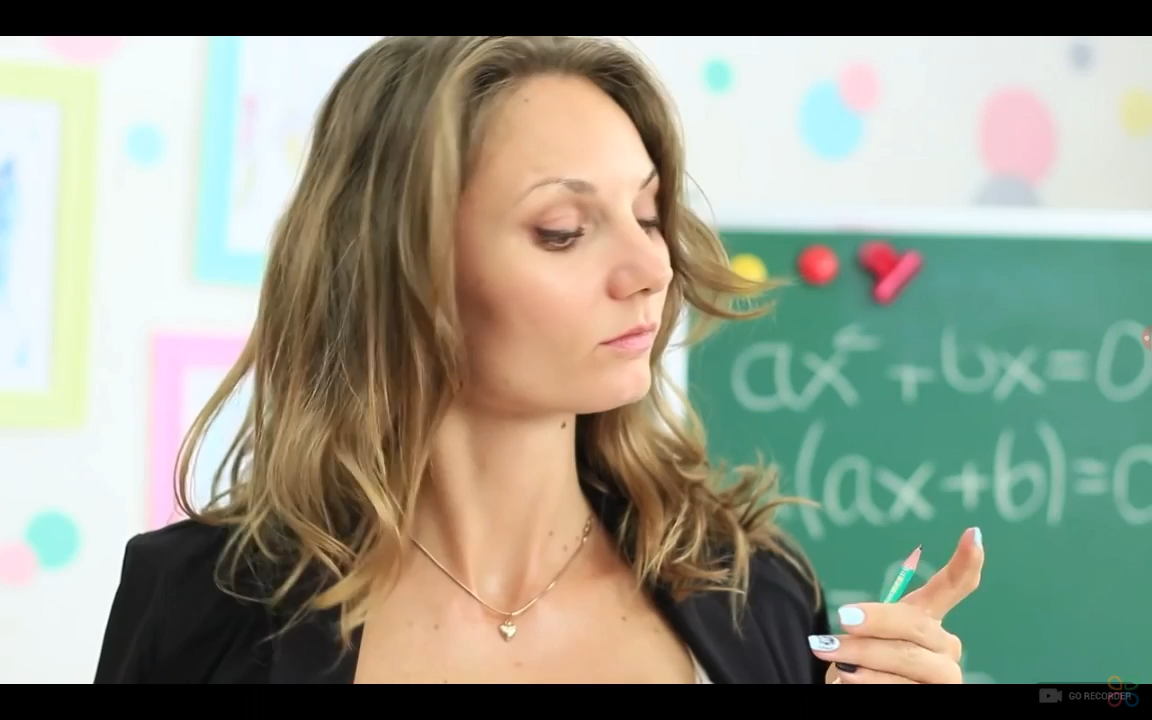 ax² + bx = 0
(ax+b)=0
GO RECORDER